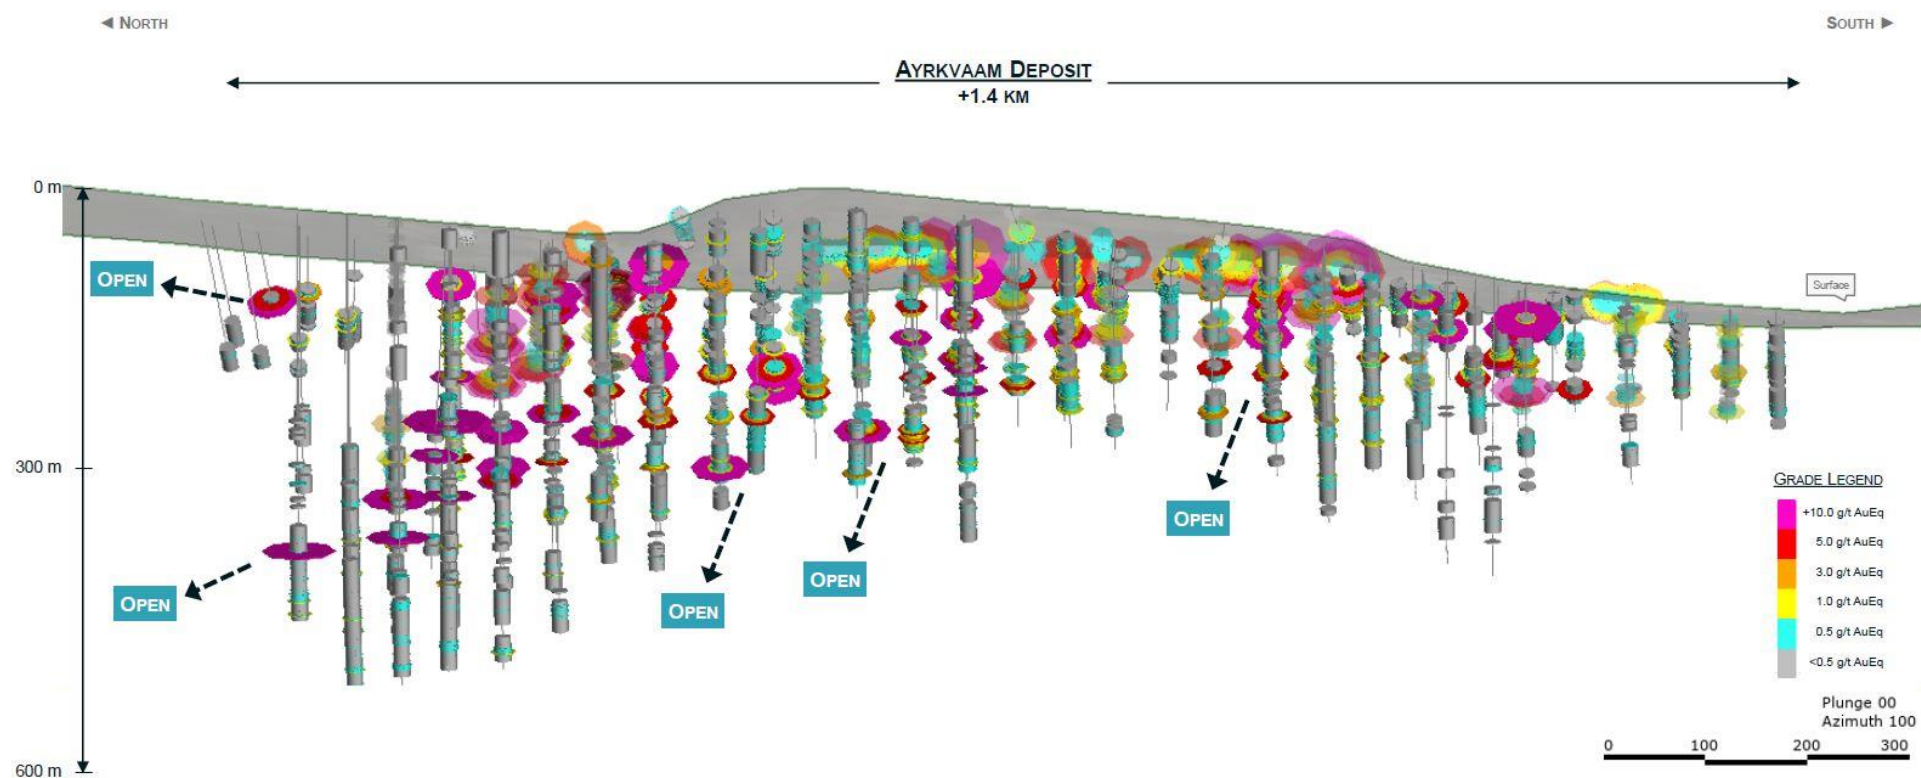 ◄ NORTH
SOUTH ►
AYRKVAAM DEPOSIT
+1.4 KM
0 m
OPEN
Surface
300 m
GRADE LEGEND
+10.0 g/t AuEq
5.0 g/t AuEq
3.0 g/t AuEq
1.0 g/t AuEq
0.5 g/t AuEq
<0.5 g/t AuEq
OPEN
OPEN
OPEN
OPEN
Plunge 00
Azimuth 100
0 100 200 300
600 m